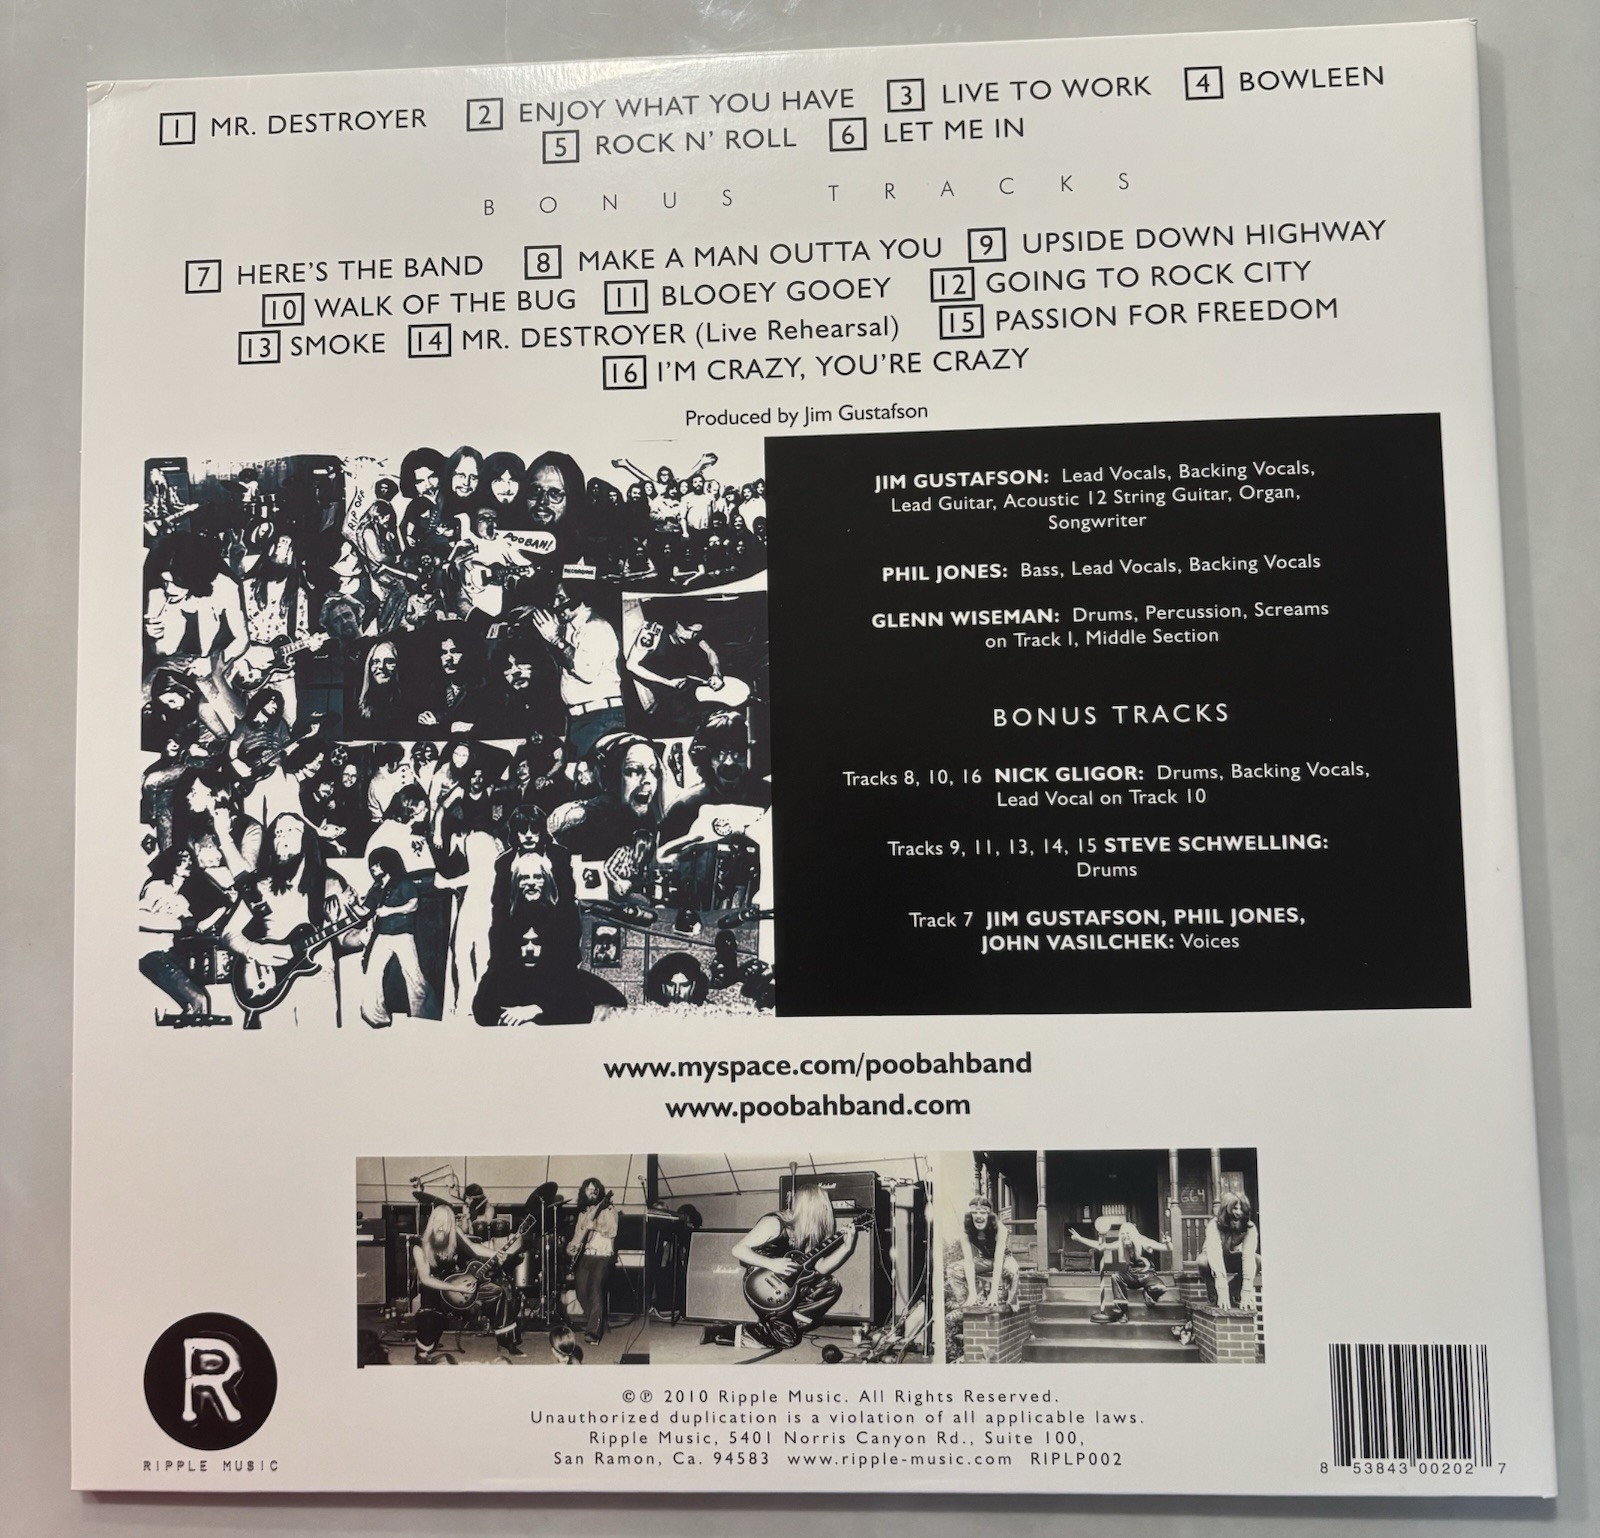 1 MR. DESTROYER 2 ENJOY WHAT YOU HAVE 3 LIVE TO WORK 4 BOWLEEN
5 ROCK N' ROLL 6 LET ME IN
BONUS TRACKS
7 HERE'S THE BAND 8 MAKE A MAN OUTTA YOU 9 UPSIDE DOWN HIGHWAY
10 WALK OF THE BUG 11 BLOOEY GOOEY 12 GOING TO ROCK CITY
13 SMOKE 14 MR. DESTROYER (Live Rehearsal) 15 PASSION FOR FREEDOM
16 I'M CRAZY, YOU'RE CRAZY
Produced by Jim Gustafson
RIP OFF
POOBAH!
JIM GUSTAFSON: Lead Vocals, Backing Vocals,
Lead Guitar, Acoustic 12 String Guitar, Organ,
Songwriter
PHIL JONES: Bass, Lead Vocals, Backing Vocals
GLENN WISEMAN: Drums, Percussion, Screams
on Track 1, Middle Section
BONUS TRACKS
Tracks 8, 10, 16 NICK GLIGOR: Drums, Backing Vocals,
Lead Vocal on Track 10
Tracks 9, 11, 13, 14, 15 STEVE SCHWELLING:
Drums
Track 7 JIM GUSTAFSON, PHIL JONES,
JOHN VASILCHEK: Voices
www.myspace.com/poobahband
www.poobahband.com
R
RIPPLE MUSIC
©℗ 2010 Ripple Music. All Rights Reserved.
Unauthorized duplication is a violation of all applicable laws.
Ripple Music, 5401 Norris Canyon Rd., Suite 100,
San Ramon, Ca. 94583 www.ripple-music.com RIPLP002
8 53843 00202 7